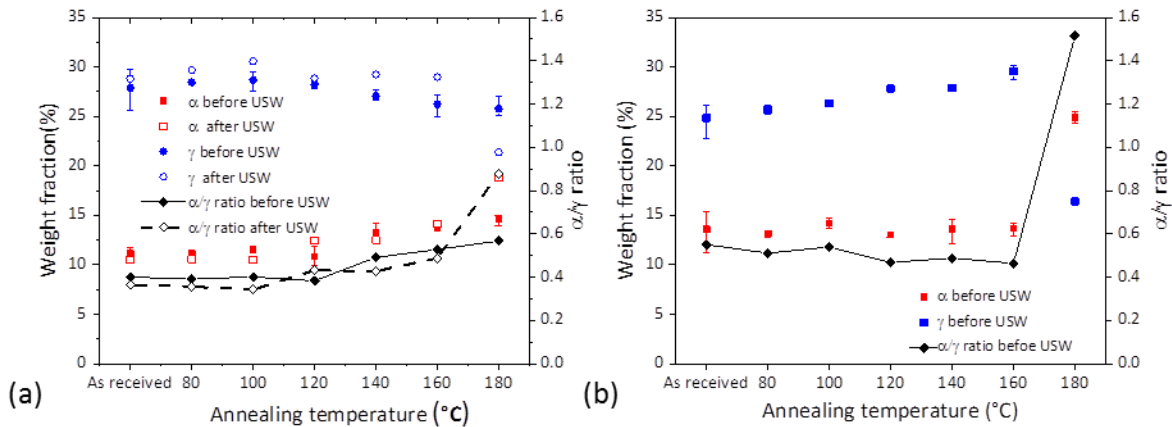 35
30
25
20
15
10
5
0
Weight fraction(%)
α before USW
α after USW
γ before USW
γ after USW
α/γ ratio before USW
α/γ ratio after USW
1.6
1.4
1.2
1.0
0.8
0.6
0.4
0.2
0.0
α/γ ratio
As received 80 100 120 140 160 180
Annealing temperature (°c)
(a)
35
30
25
20
15
10
5
0
Weight fraction (%)
α before USW
γ before USW
α/γ ratio befoe USW
1.6
1.4
1.2
1.0
0.8
0.6
0.4
0.2
0.0
α/γ ratio
As received 80 100 120 140 160 180
Annealing temperature (°C)
(b)